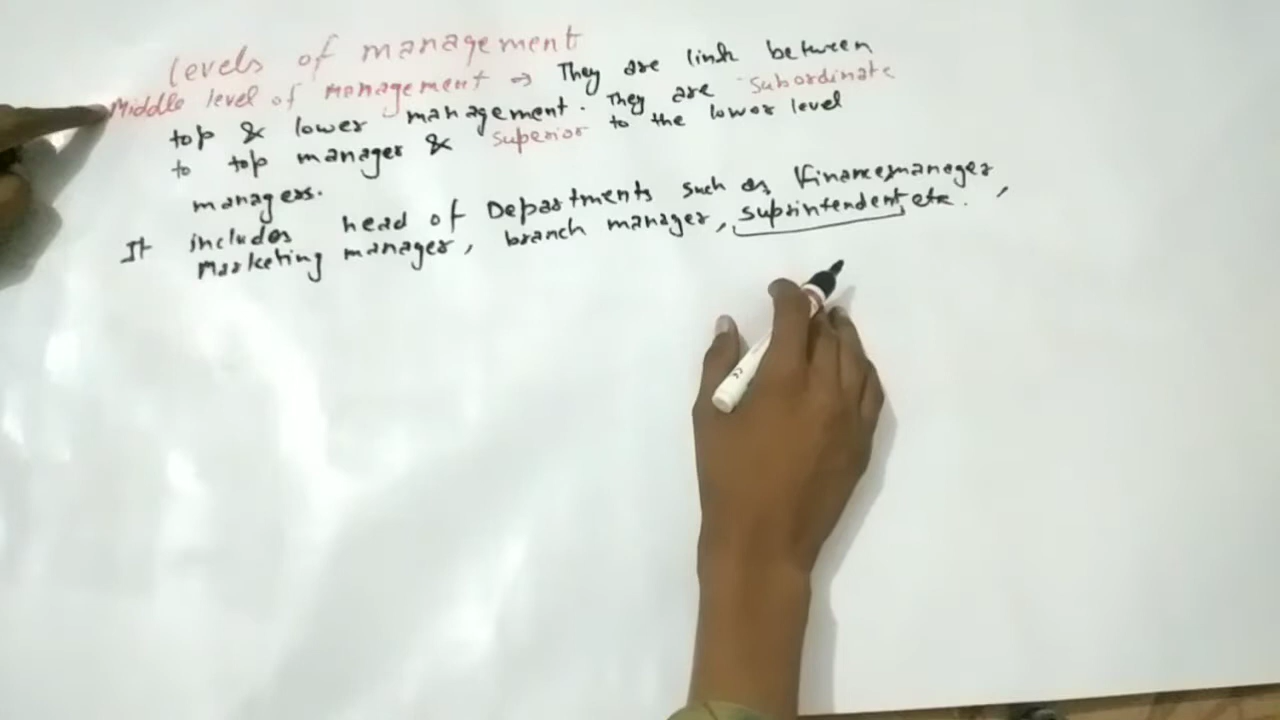 levels of management
Middle level of management → They are link between
top & lower management. They are subordinate
to top manager & superior to the lower level
managers.
It includes head of Departments such as Financemanager,
Marketing manager, branch manager, suprintendent, etc.